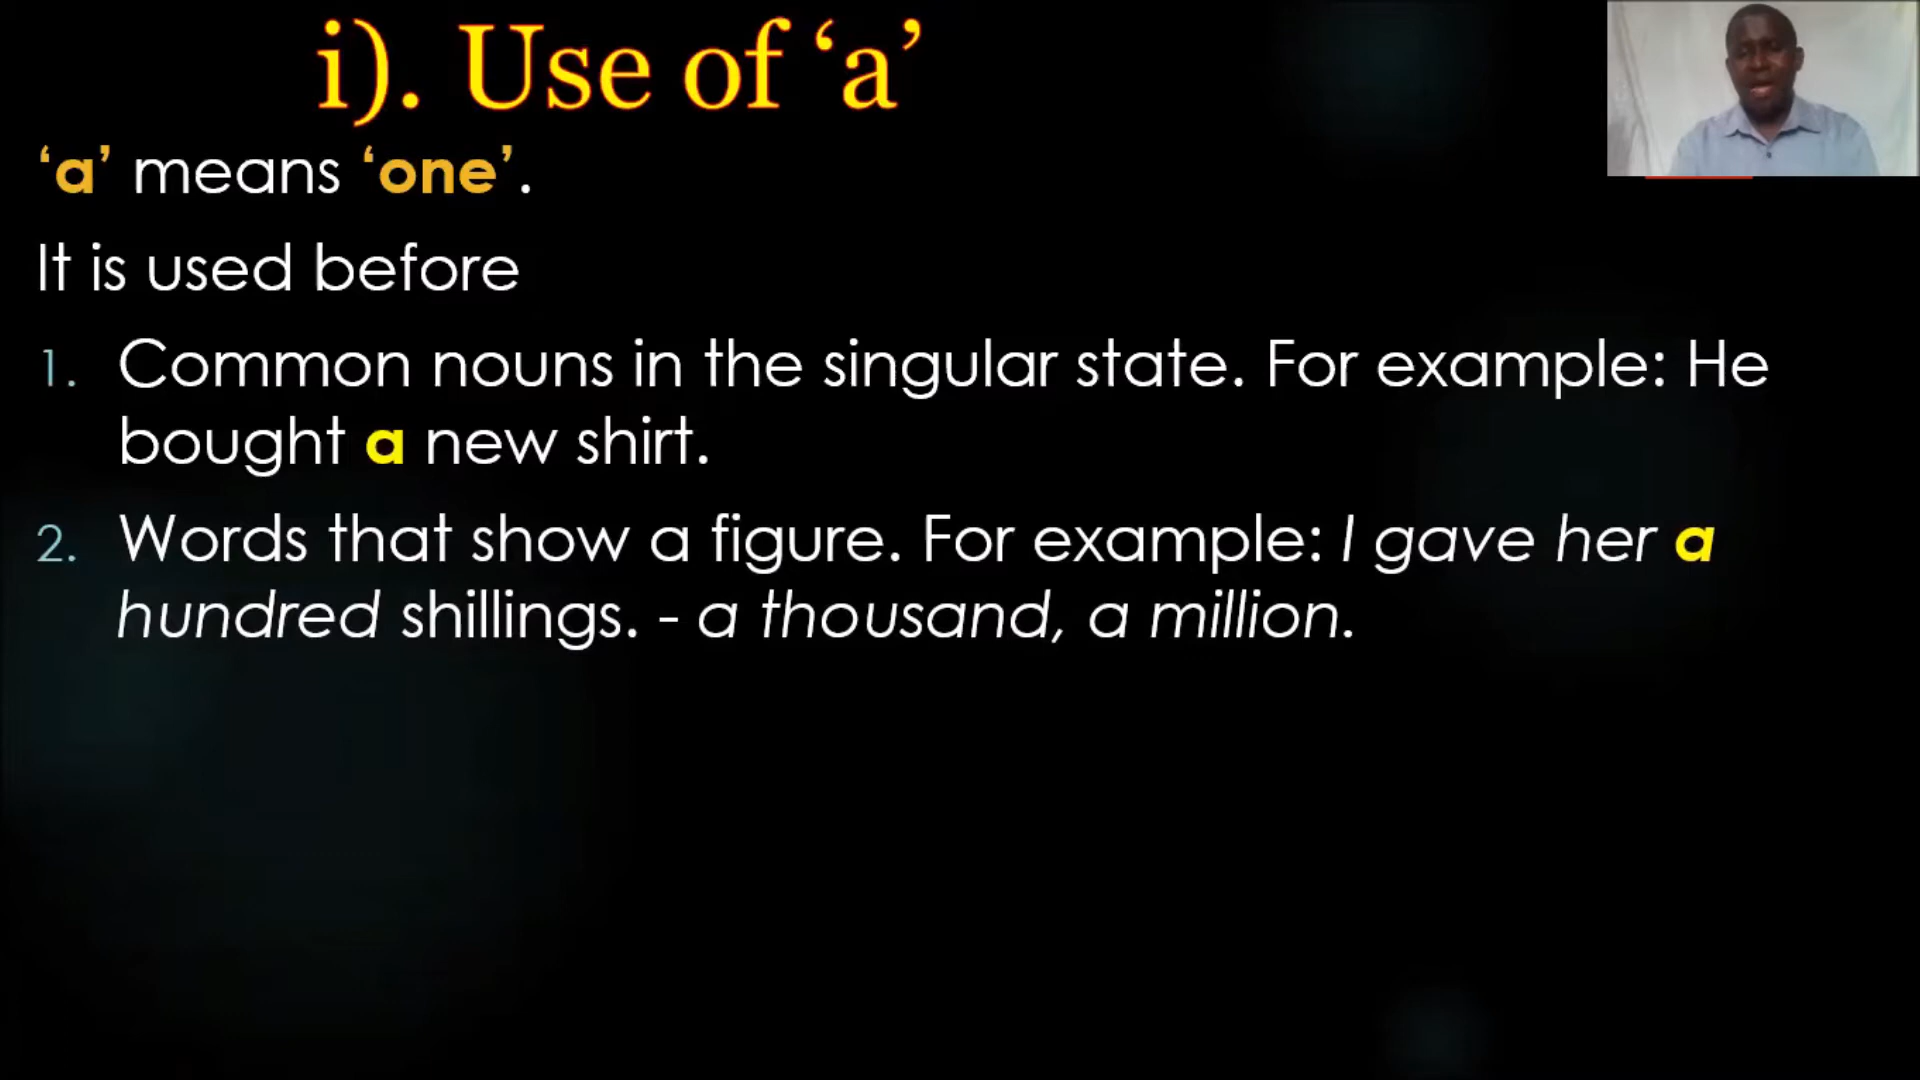 i). Use of ‘a’
‘a’ means ‘one’.
It is used before
1. Common nouns in the singular state. For example: He
bought a new shirt.
2. Words that show a figure. For example: I gave her a
hundred shillings. - a thousand, a million.